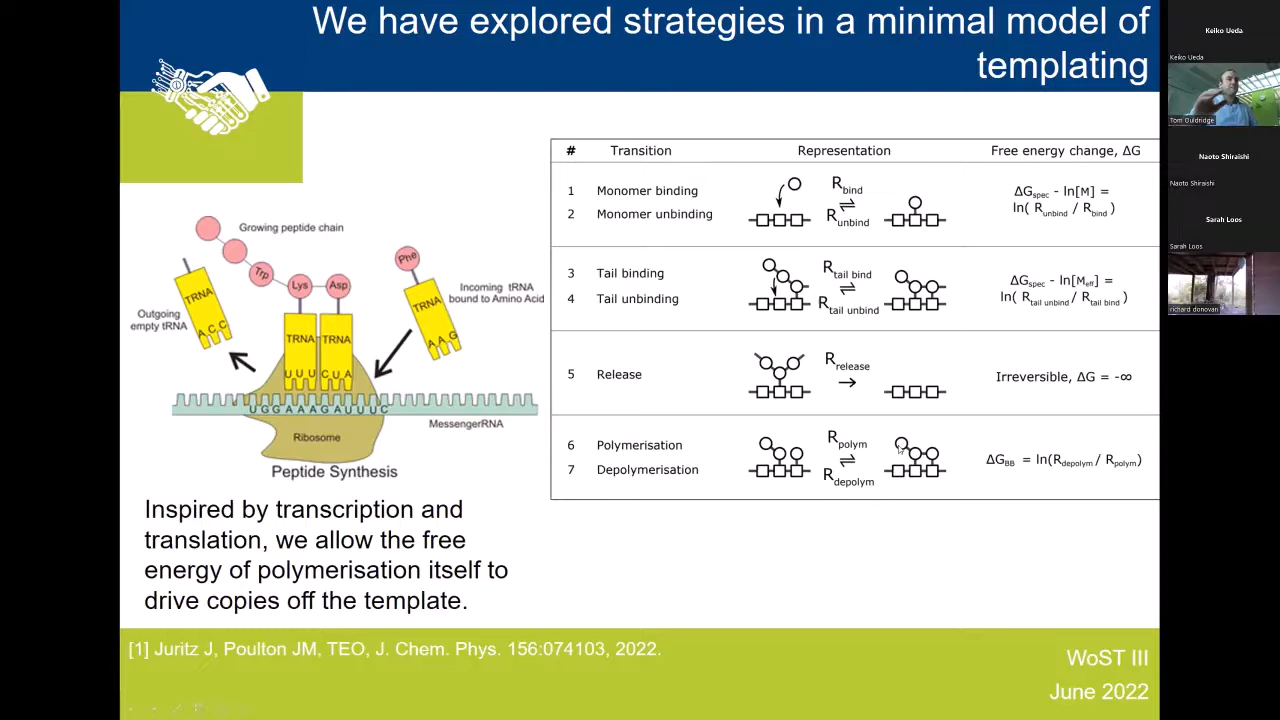 We have explored strategies in a minimal model of
templating
# Transition Representation Free energy change, ΔG
1 Monomer binding
2 Monomer unbinding
R_bind
⇌
R_unbind
ΔG_spec - ln[M] =
ln( R_unbind / R_bind )
3 Tail binding
4 Tail unbinding
R_tail bind
⇌
R_tail unbind
ΔG_spec - ln[M_eff] =
ln( R_tail unbind / R_tail bind )
5 Release
R_release
→
Irreversible, ΔG = -∞
6 Polymerisation
7 Depolymerisation
R_polym
⇌
R_depolym
ΔG_BB = ln(R_depolym / R_polym)
Growing peptide chain
Trp
Lys
Asp
Phe
Incoming tRNA
bound to Amino Acid
TRNA
TRNA
TRNA
TRNA
Outgoing
empty tRNA
A C C
A A G
U U U C U A
U G G A A A G A U U U C
MessengerRNA
Ribosome
Peptide Synthesis
Inspired by transcription and
translation, we allow the free
energy of polymerisation itself to
drive copies off the template.
[1] Juritz J, Poulton JM, TEO, J. Chem. Phys. 156:074103, 2022.
WoST III
June 2022
Keiko Ueda
Keiko Ueda
Tom Ouldridge
Naoto Shiraishi
Naoto Shiraishi
Sarah Loos
Sarah Loos
richard donovan